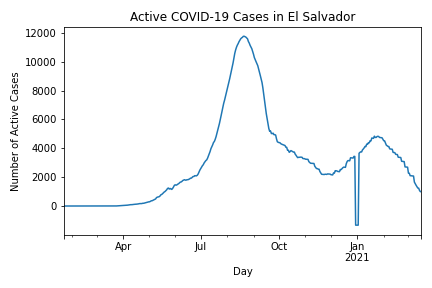 Active COVID-19 Cases in El Salvador
12000
10000
8000
6000
4000
2000
0
Number of Active Cases
Apr
Jul
Oct
Jan
2021
Day